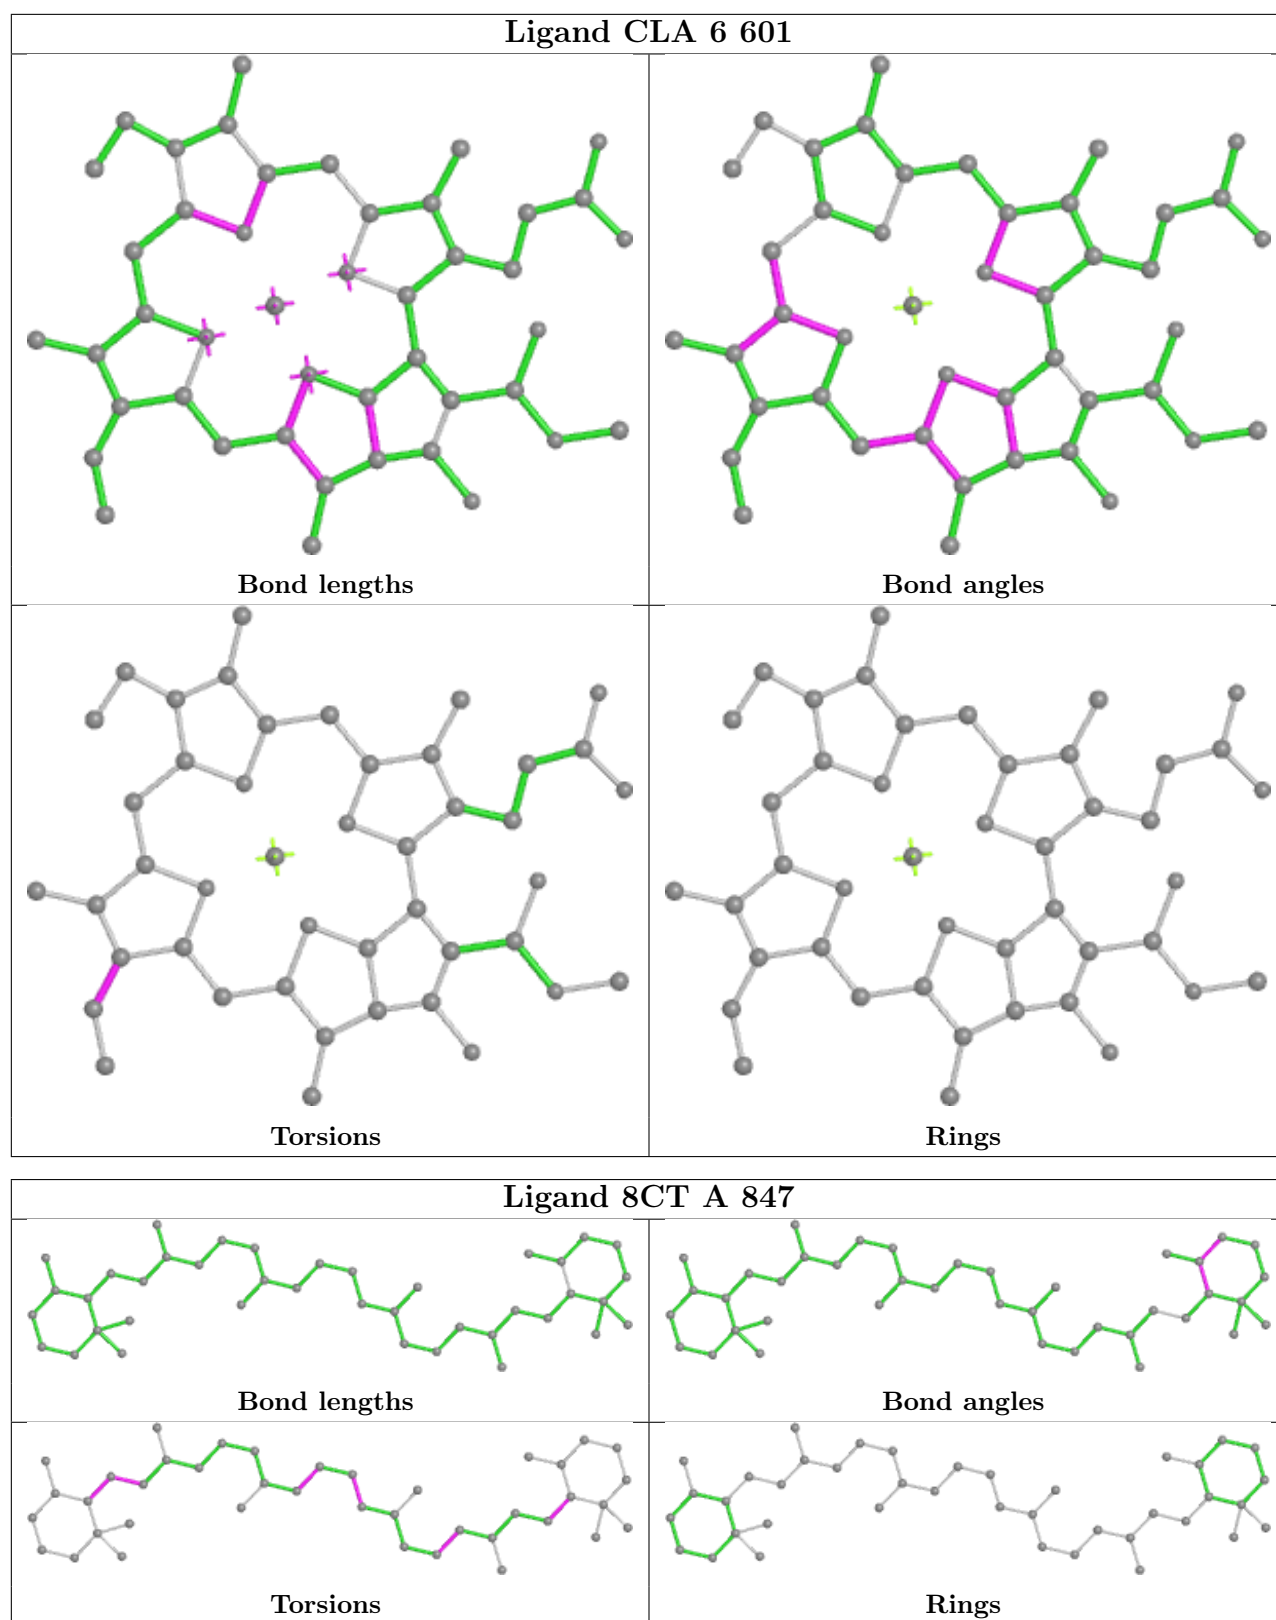 Ligand CLA 6 601
Bond lengths
Bond angles
Torsions
Rings
Ligand 8CT A 847
Bond lengths
Bond angles
Torsions
Rings